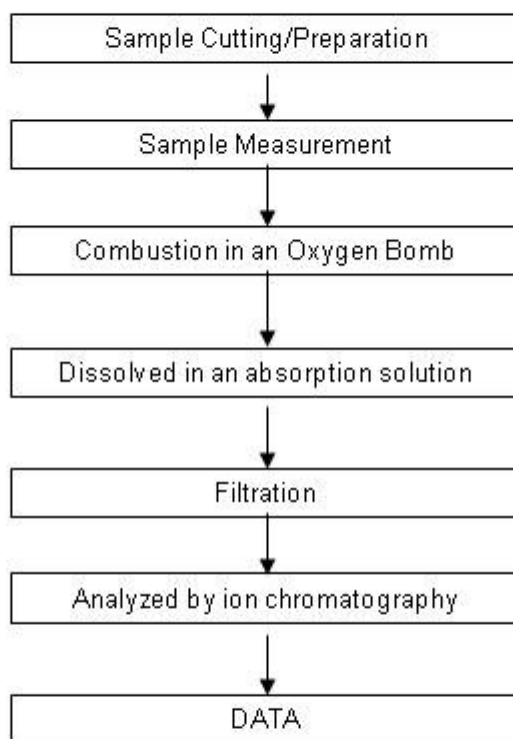 Sample Cutting/Preparation
Sample Measurement
Combustion in an Oxygen Bomb
Dissolved in an absorption solution
Filtration
Analyzed by ion chromatography
DATA